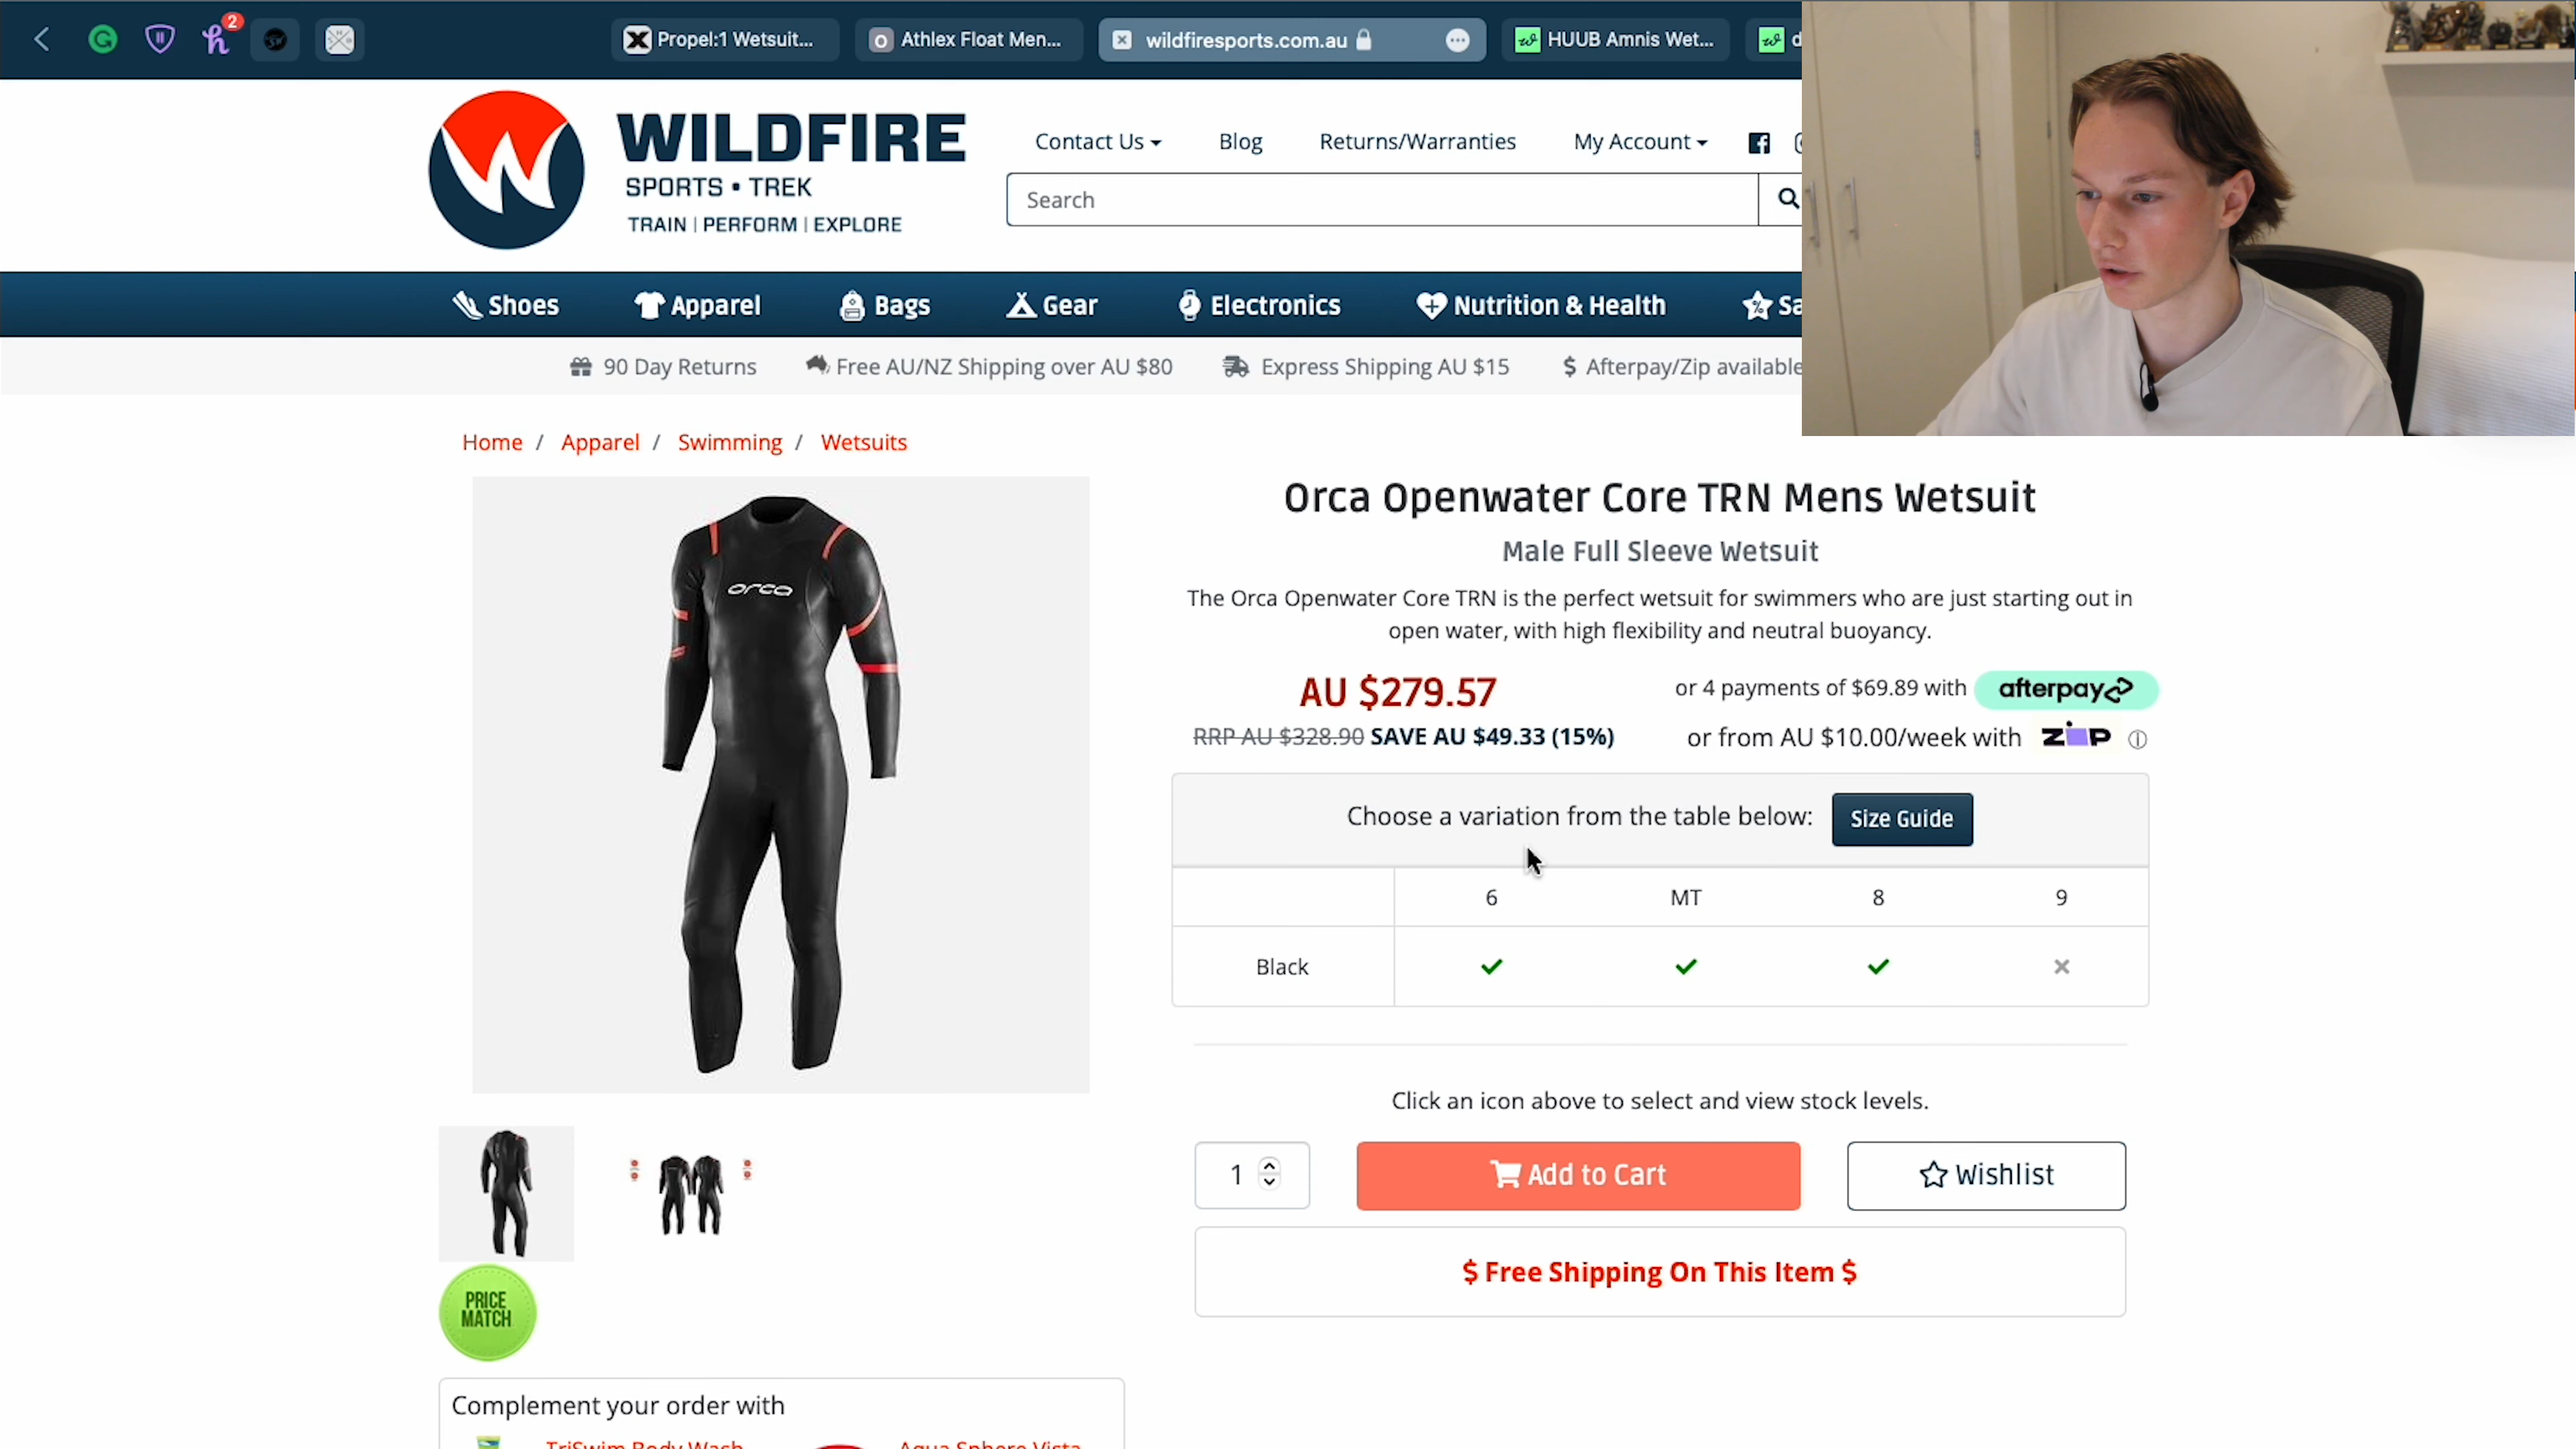 2
Propel:1 Wetsuit...
Athlex Float Men...
wildfiresports.com.au
HUUB Amnis Wet...
WILDFIRE
SPORTS • TREK
TRAIN | PERFORM | EXPLORE
Contact Us
Blog
Returns/Warranties
My Account
Search
Shoes
Apparel
Bags
Gear
Electronics
Nutrition & Health
90 Day Returns
Free AU/NZ Shipping over AU $80
Express Shipping AU $15
$ Afterpay/Zip available
Home / Apparel / Swimming / Wetsuits
orca
Orca Openwater Core TRN Mens Wetsuit
Male Full Sleeve Wetsuit
The Orca Openwater Core TRN is the perfect wetsuit for swimmers who are just starting out in
open water, with high flexibility and neutral buoyancy.
AU $279.57
or 4 payments of $69.89 with afterpay
RRP AU $328.90 SAVE AU $49.33 (15%)
or from AU $10.00/week with ZIP
Choose a variation from the table below: Size Guide
6 MT 8 9
Black
Click an icon above to select and view stock levels.
1
Add to Cart
Wishlist
$ Free Shipping On This Item $
PRICE
MATCH
Complement your order with
TriSwim Body Wash
Aqua Sphere Vista